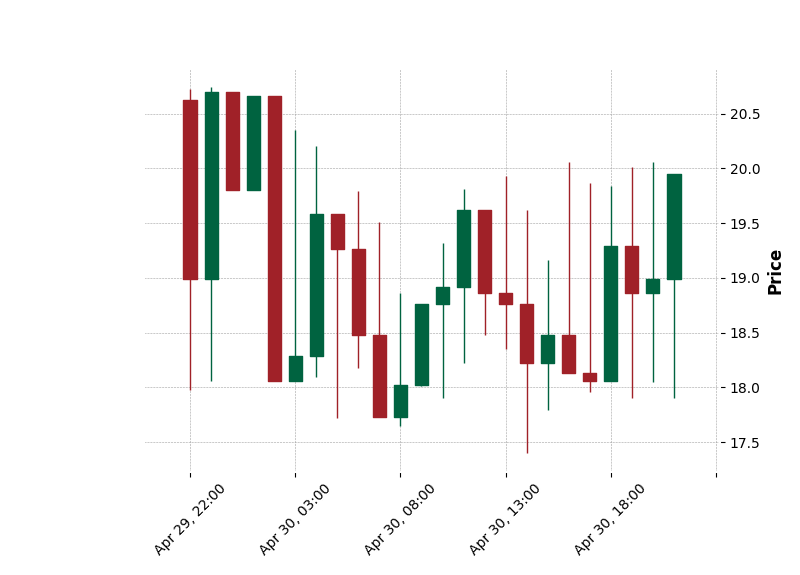 20.5
20.0
19.5
19.0
18.5
18.0
17.5
Price
Apr 29, 22:00
Apr 30, 03:00
Apr 30, 08:00
Apr 30, 13:00
Apr 30, 18:00